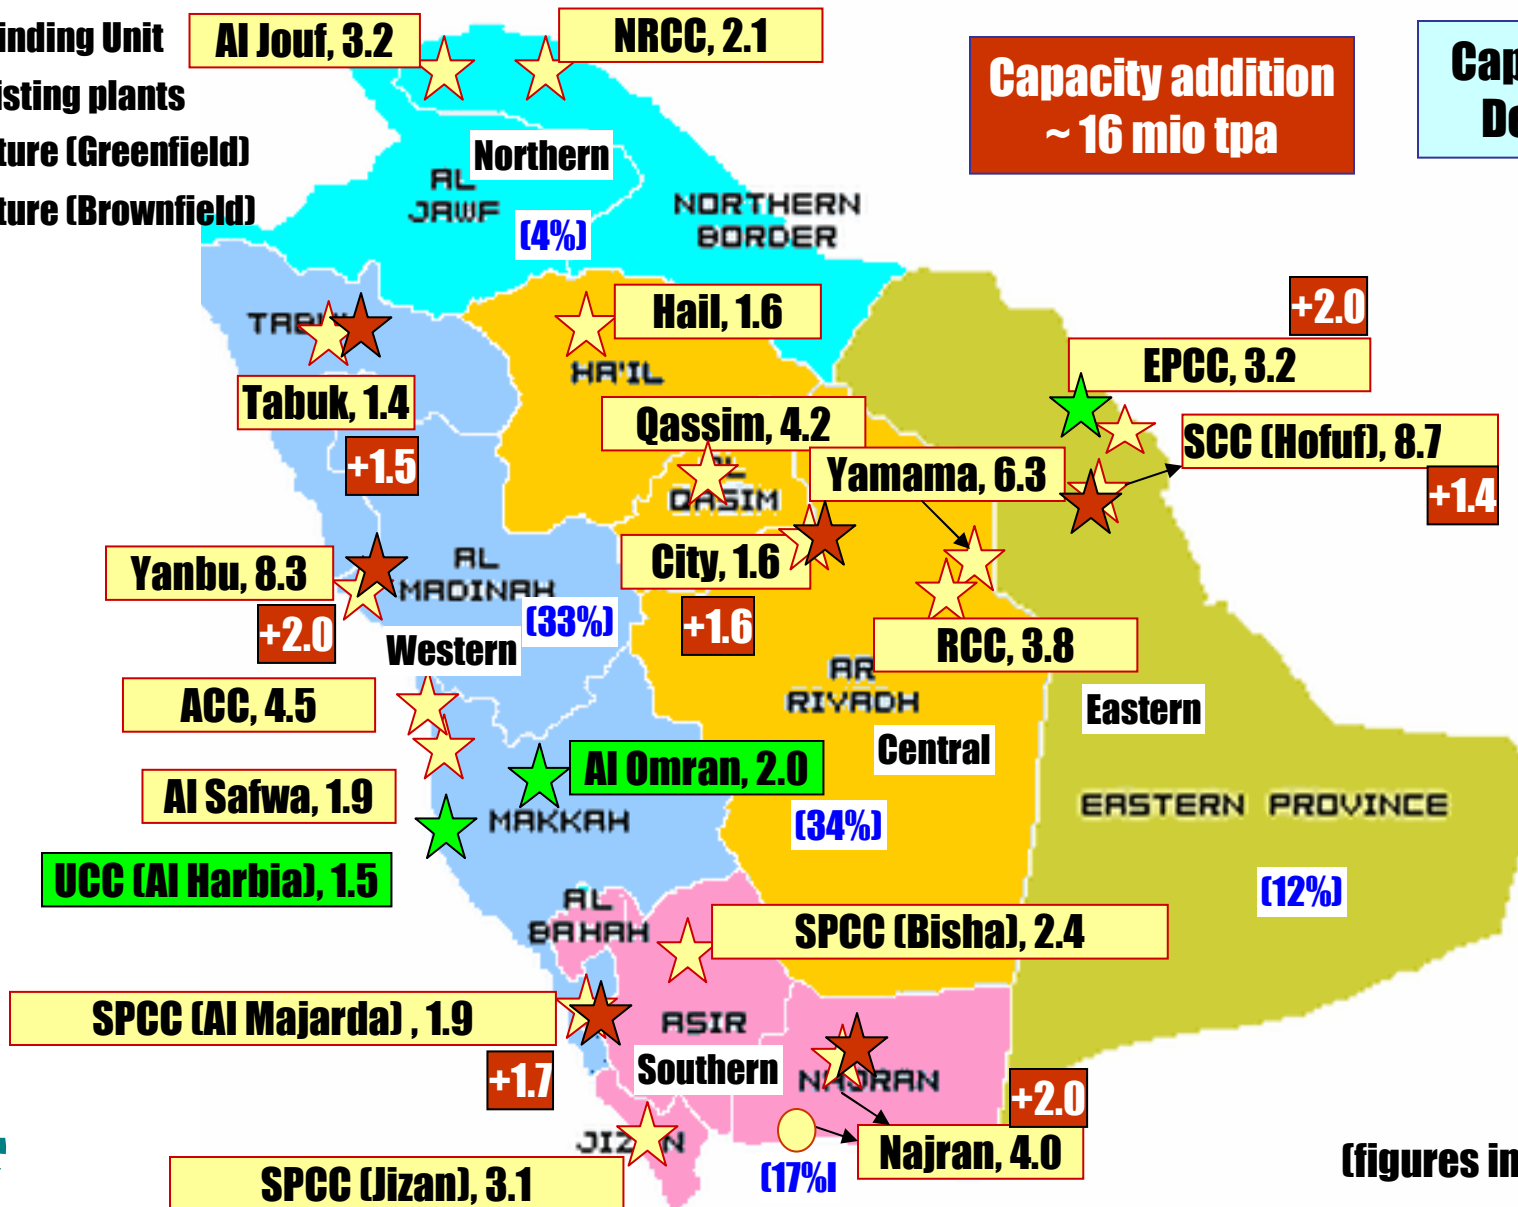 inding Unit
isting plants
ture (Greenfield)
ture (Brownfield)
Al Jouf, 3.2
NRCC, 2.1
Capacity addition
~ 16 mio tpa
Cap
De
Northern
AL
JAWF
(4%)
NORTHERN
BORDER
Hail, 1.6
HA'IL
Tabuk, 1.4
+1.5
+2.0
EPCC, 3.2
Qassim, 4.2
SCC (Hofuf), 8.7
+1.4
Yamama, 6.3
QASIM
City, 1.6
+1.6
Yanbu, 8.3
+2.0
AL
MADINAH
(33%)
Western
RCC, 3.8
AR
RIYADH
Central
Eastern
ACC, 4.5
Al Omran, 2.0
Al Safwa, 1.9
MAKKAH
(34%)
EASTERN PROVINCE
UCC (Al Harbia), 1.5
(12%)
AL
BAHAH
SPCC (Bisha), 2.4
SPCC (Al Majarda) , 1.9
+1.7
ASIR
Southern
NAJRAN
+2.0
Najran, 4.0
JIZAN
(17%)
SPCC (Jizan), 3.1
(figures in